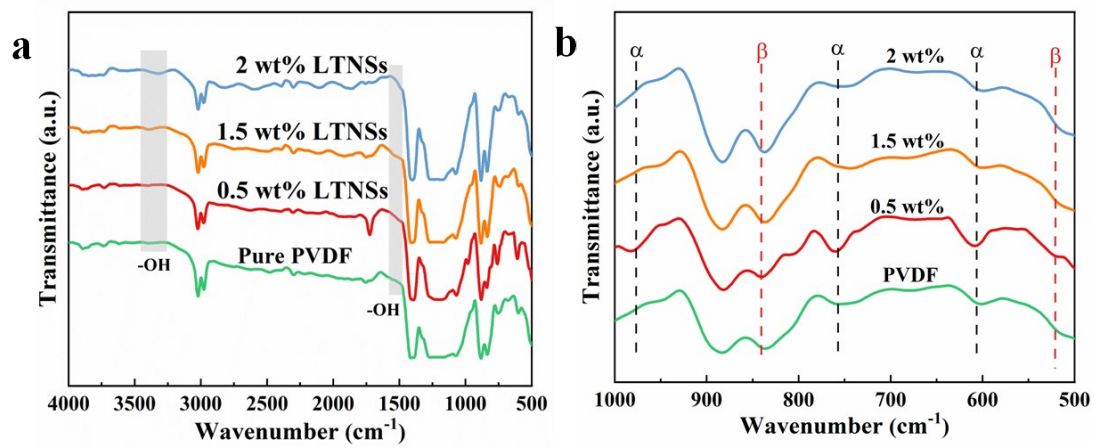 a
Transmittance (a.u.)
2 wt% LTNSs
1.5 wt% LTNSs
0.5 wt% LTNSs
Pure PVDF
-OH
-OH
4000 3500 3000 2500 2000 1500 1000 500
Wavenumber (cm-1)
b
Transmittance (a.u.)
α β α α β
2 wt%
1.5 wt%
0.5 wt%
PVDF
1000 900 800 700 600 500
Wavenumber (cm-1)